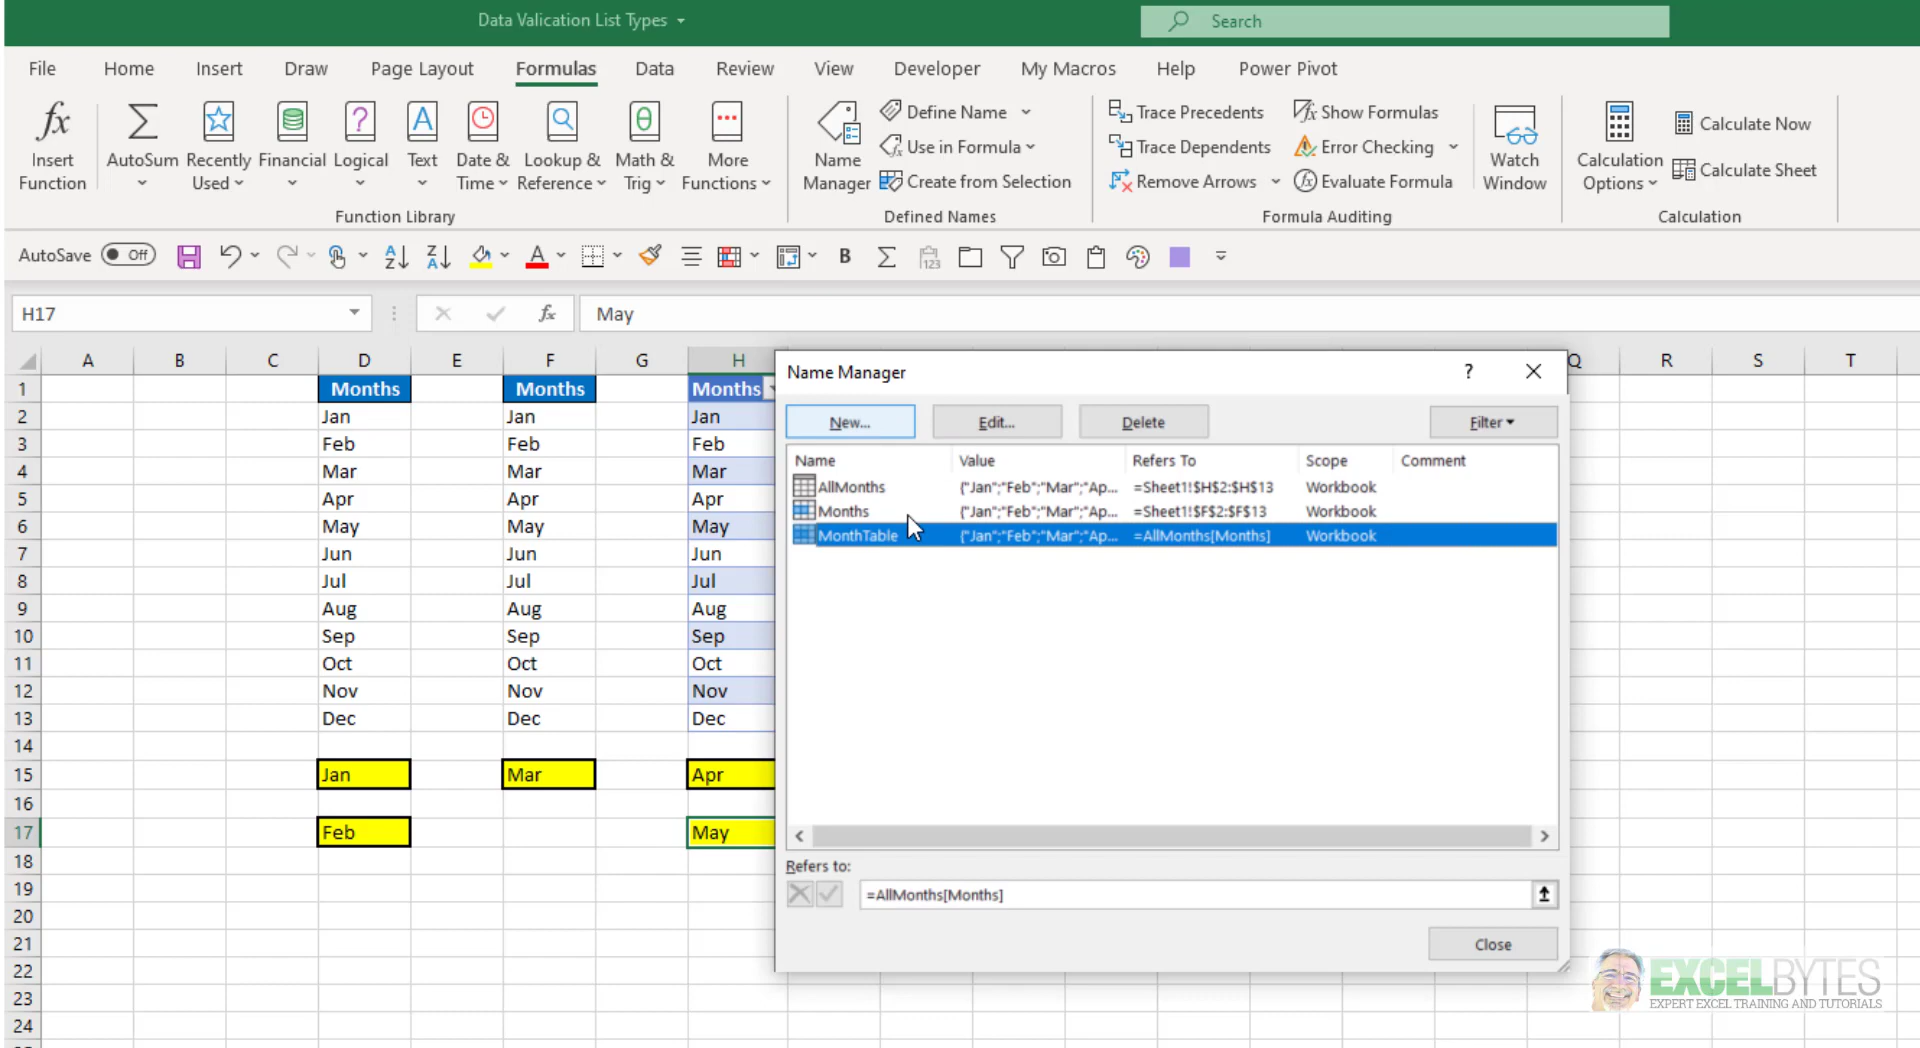 Data Valication List Types
Search
File Home Insert Draw Page Layout Formulas Data Review View Developer My Macros Help Power Pivot
Insert Function
AutoSum
Recently Used
Financial
Logical
Text
Date & Time
Lookup & Reference
Math & Trig
More Functions
Function Library
Name Manager
Define Name
Use in Formula
Create from Selection
Defined Names
Trace Precedents
Trace Dependents
Remove Arrows
Show Formulas
Error Checking
Evaluate Formula
Formula Auditing
Watch Window
Calculation Options
Calculate Now
Calculate Sheet
Calculation
AutoSave Off
H17 fx May
A B C D E F G H Q R S T
1 Months Months Months
2 Jan Jan Jan
3 Feb Feb Feb
4 Mar Mar Mar
5 Apr Apr Apr
6 May May May
7 Jun Jun Jun
8 Jul Jul Jul
9 Aug Aug Aug
10 Sep Sep Sep
11 Oct Oct Oct
12 Nov Nov Nov
13 Dec Dec Dec
14
15 Jan Mar Apr
16
17 Feb May
18
19
20
21
22
23
24
Name Manager ?
New... Edit... Delete Filter
Name Value Refers To Scope Comment
AllMonths {"Jan";"Feb";"Mar";"Ap... =Sheet1!$H$2:$H$13 Workbook
Months {"Jan";"Feb";"Mar";"Ap... =Sheet1!$F$2:$F$13 Workbook
MonthTable {"Jan";"Feb";"Mar";"Ap... =AllMonths[Months] Workbook
Refers to:
=AllMonths[Months]
Close
EXCELBYTES
EXPERT EXCEL TRAINING AND TUTORIALS